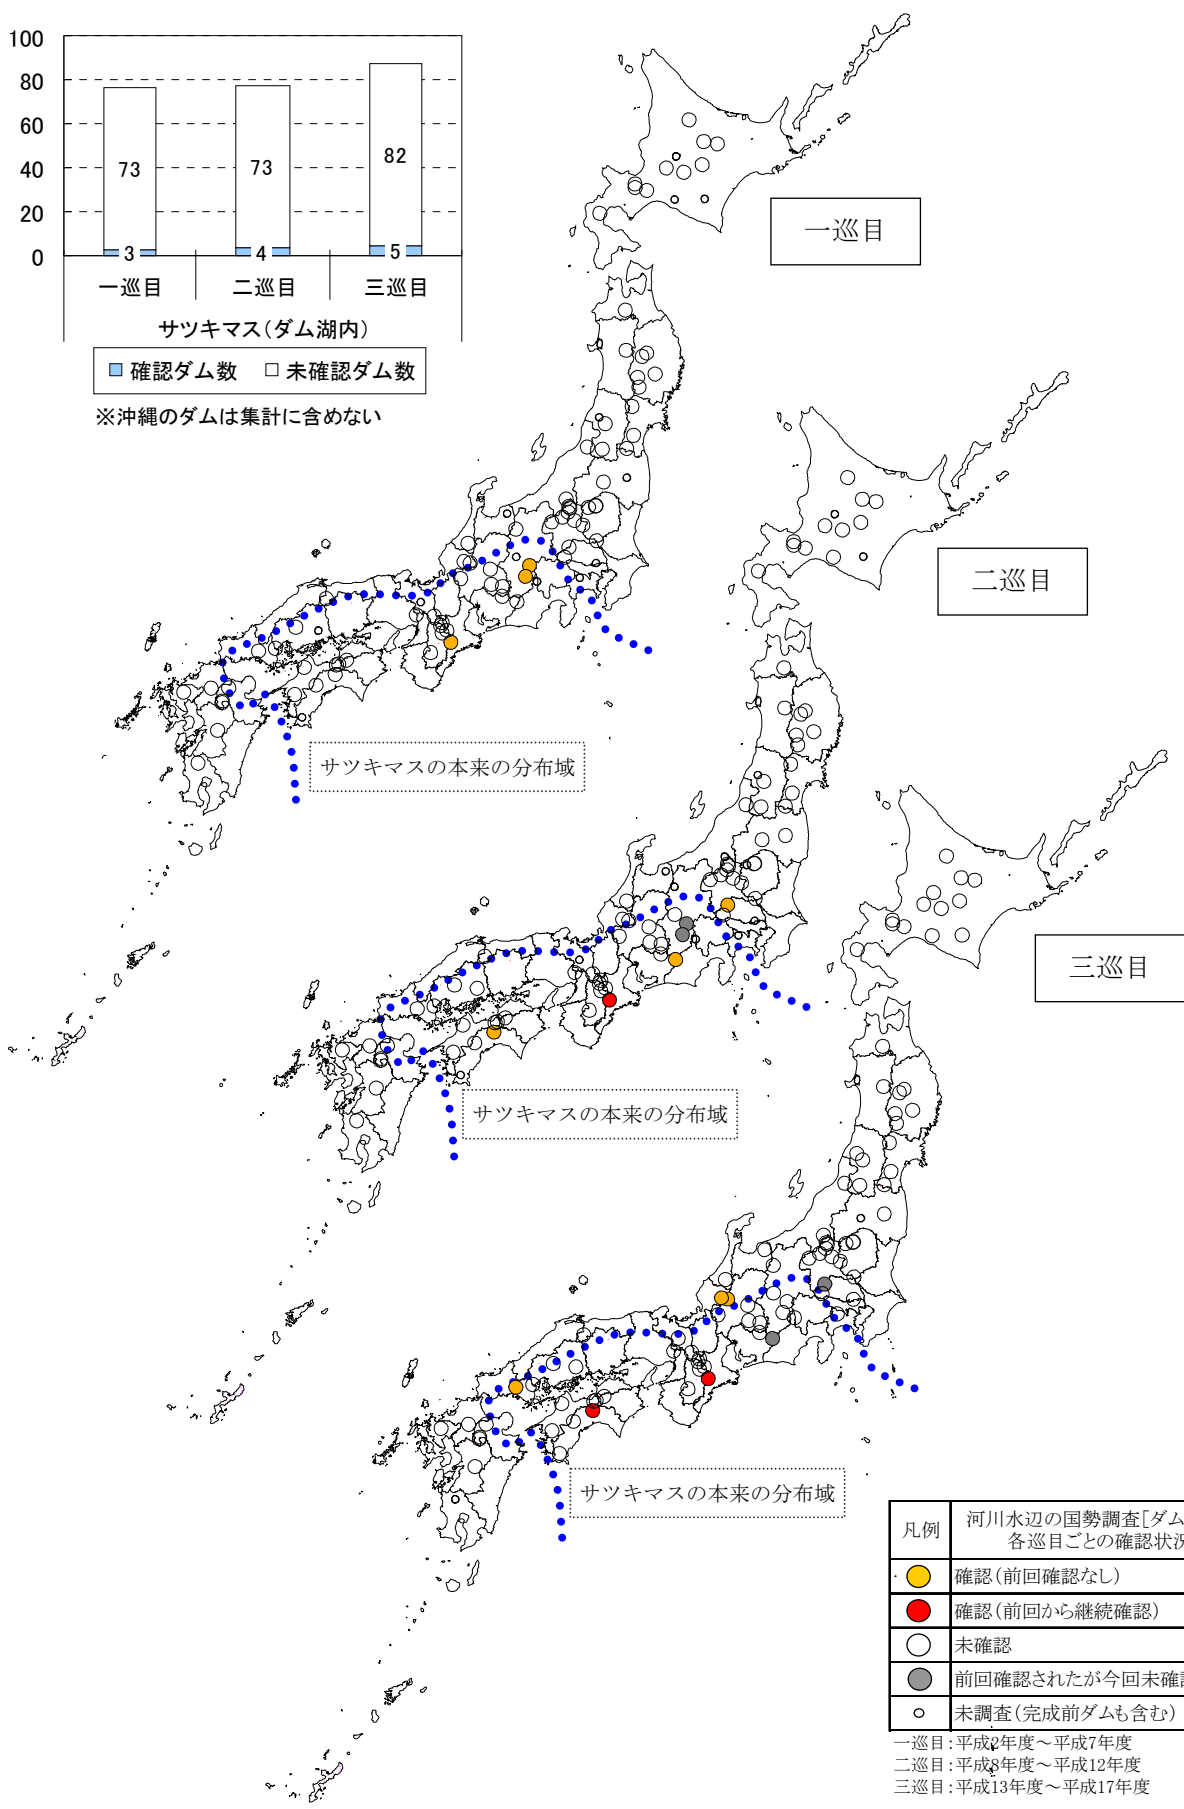 100
80
60
40
20
0
73
73
82
3
4
5
一巡目
二巡目
三巡目
サツキマス(ダム湖内)
確認ダム数
未確認ダム数
※沖縄のダムは集計に含めない
一巡目
サツキマスの本来の分布域
二巡目
サツキマスの本来の分布域
三巡目
サツキマスの本来の分布域
凡例
河川水辺の国勢調査[ダム
各巡目ごとの確認状況
確認(前回確認なし)
確認(前回から継続確認)
未確認
前回確認されたが今回未確認
未調査(完成前ダムも含む)
一巡目:平成2年度～平成7年度
二巡目:平成8年度～平成12年度
三巡目:平成13年度～平成17年度